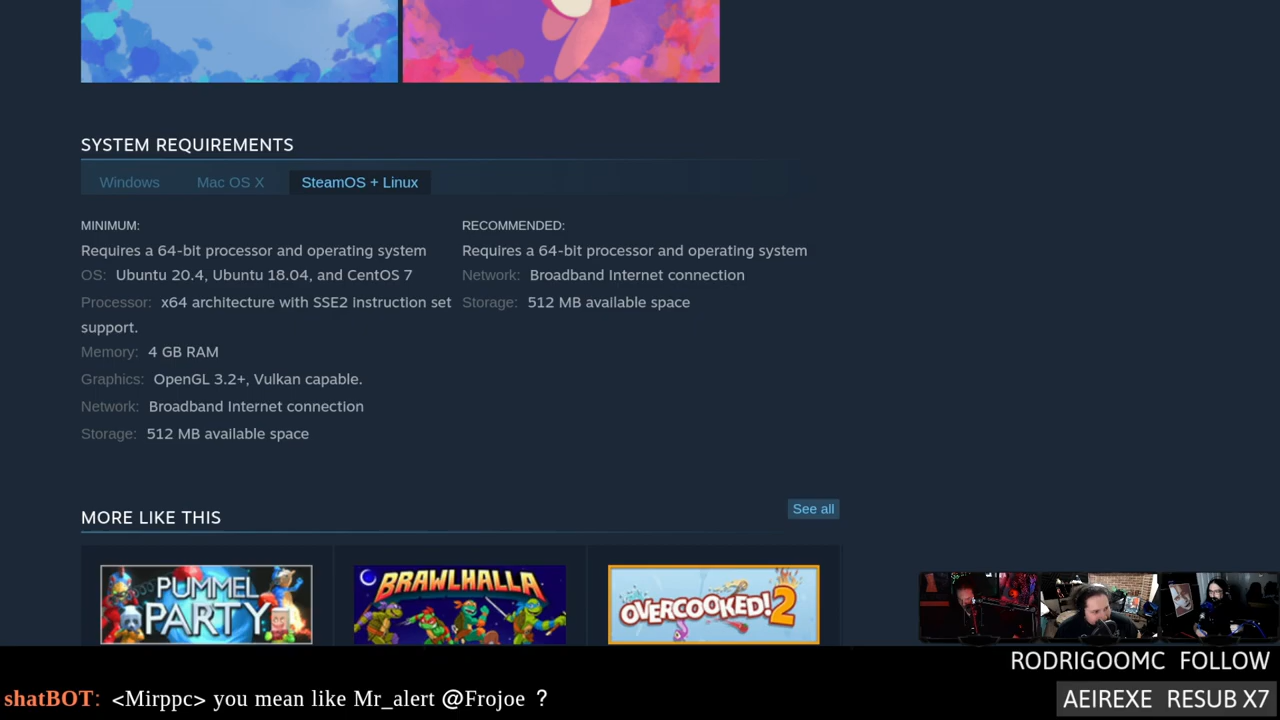 SYSTEM REQUIREMENTS
Windows Mac OS X SteamOS + Linux
MINIMUM:
Requires a 64-bit processor and operating system
OS: Ubuntu 20.4, Ubuntu 18.04, and CentOS 7
Processor: x64 architecture with SSE2 instruction set
support.
Memory: 4 GB RAM
Graphics: OpenGL 3.2+, Vulkan capable.
Network: Broadband Internet connection
Storage: 512 MB available space
RECOMMENDED:
Requires a 64-bit processor and operating system
Network: Broadband Internet connection
Storage: 512 MB available space
MORE LIKE THIS
See all
PUMMEL
PARTY
BRAWLHALLA
OVERCOOKED! 2
RODRIGOOMC FOLLOW
shatBOT: <Mirppc> you mean like Mr_alert @Frojoe ?
AEIREXE RESUB X7